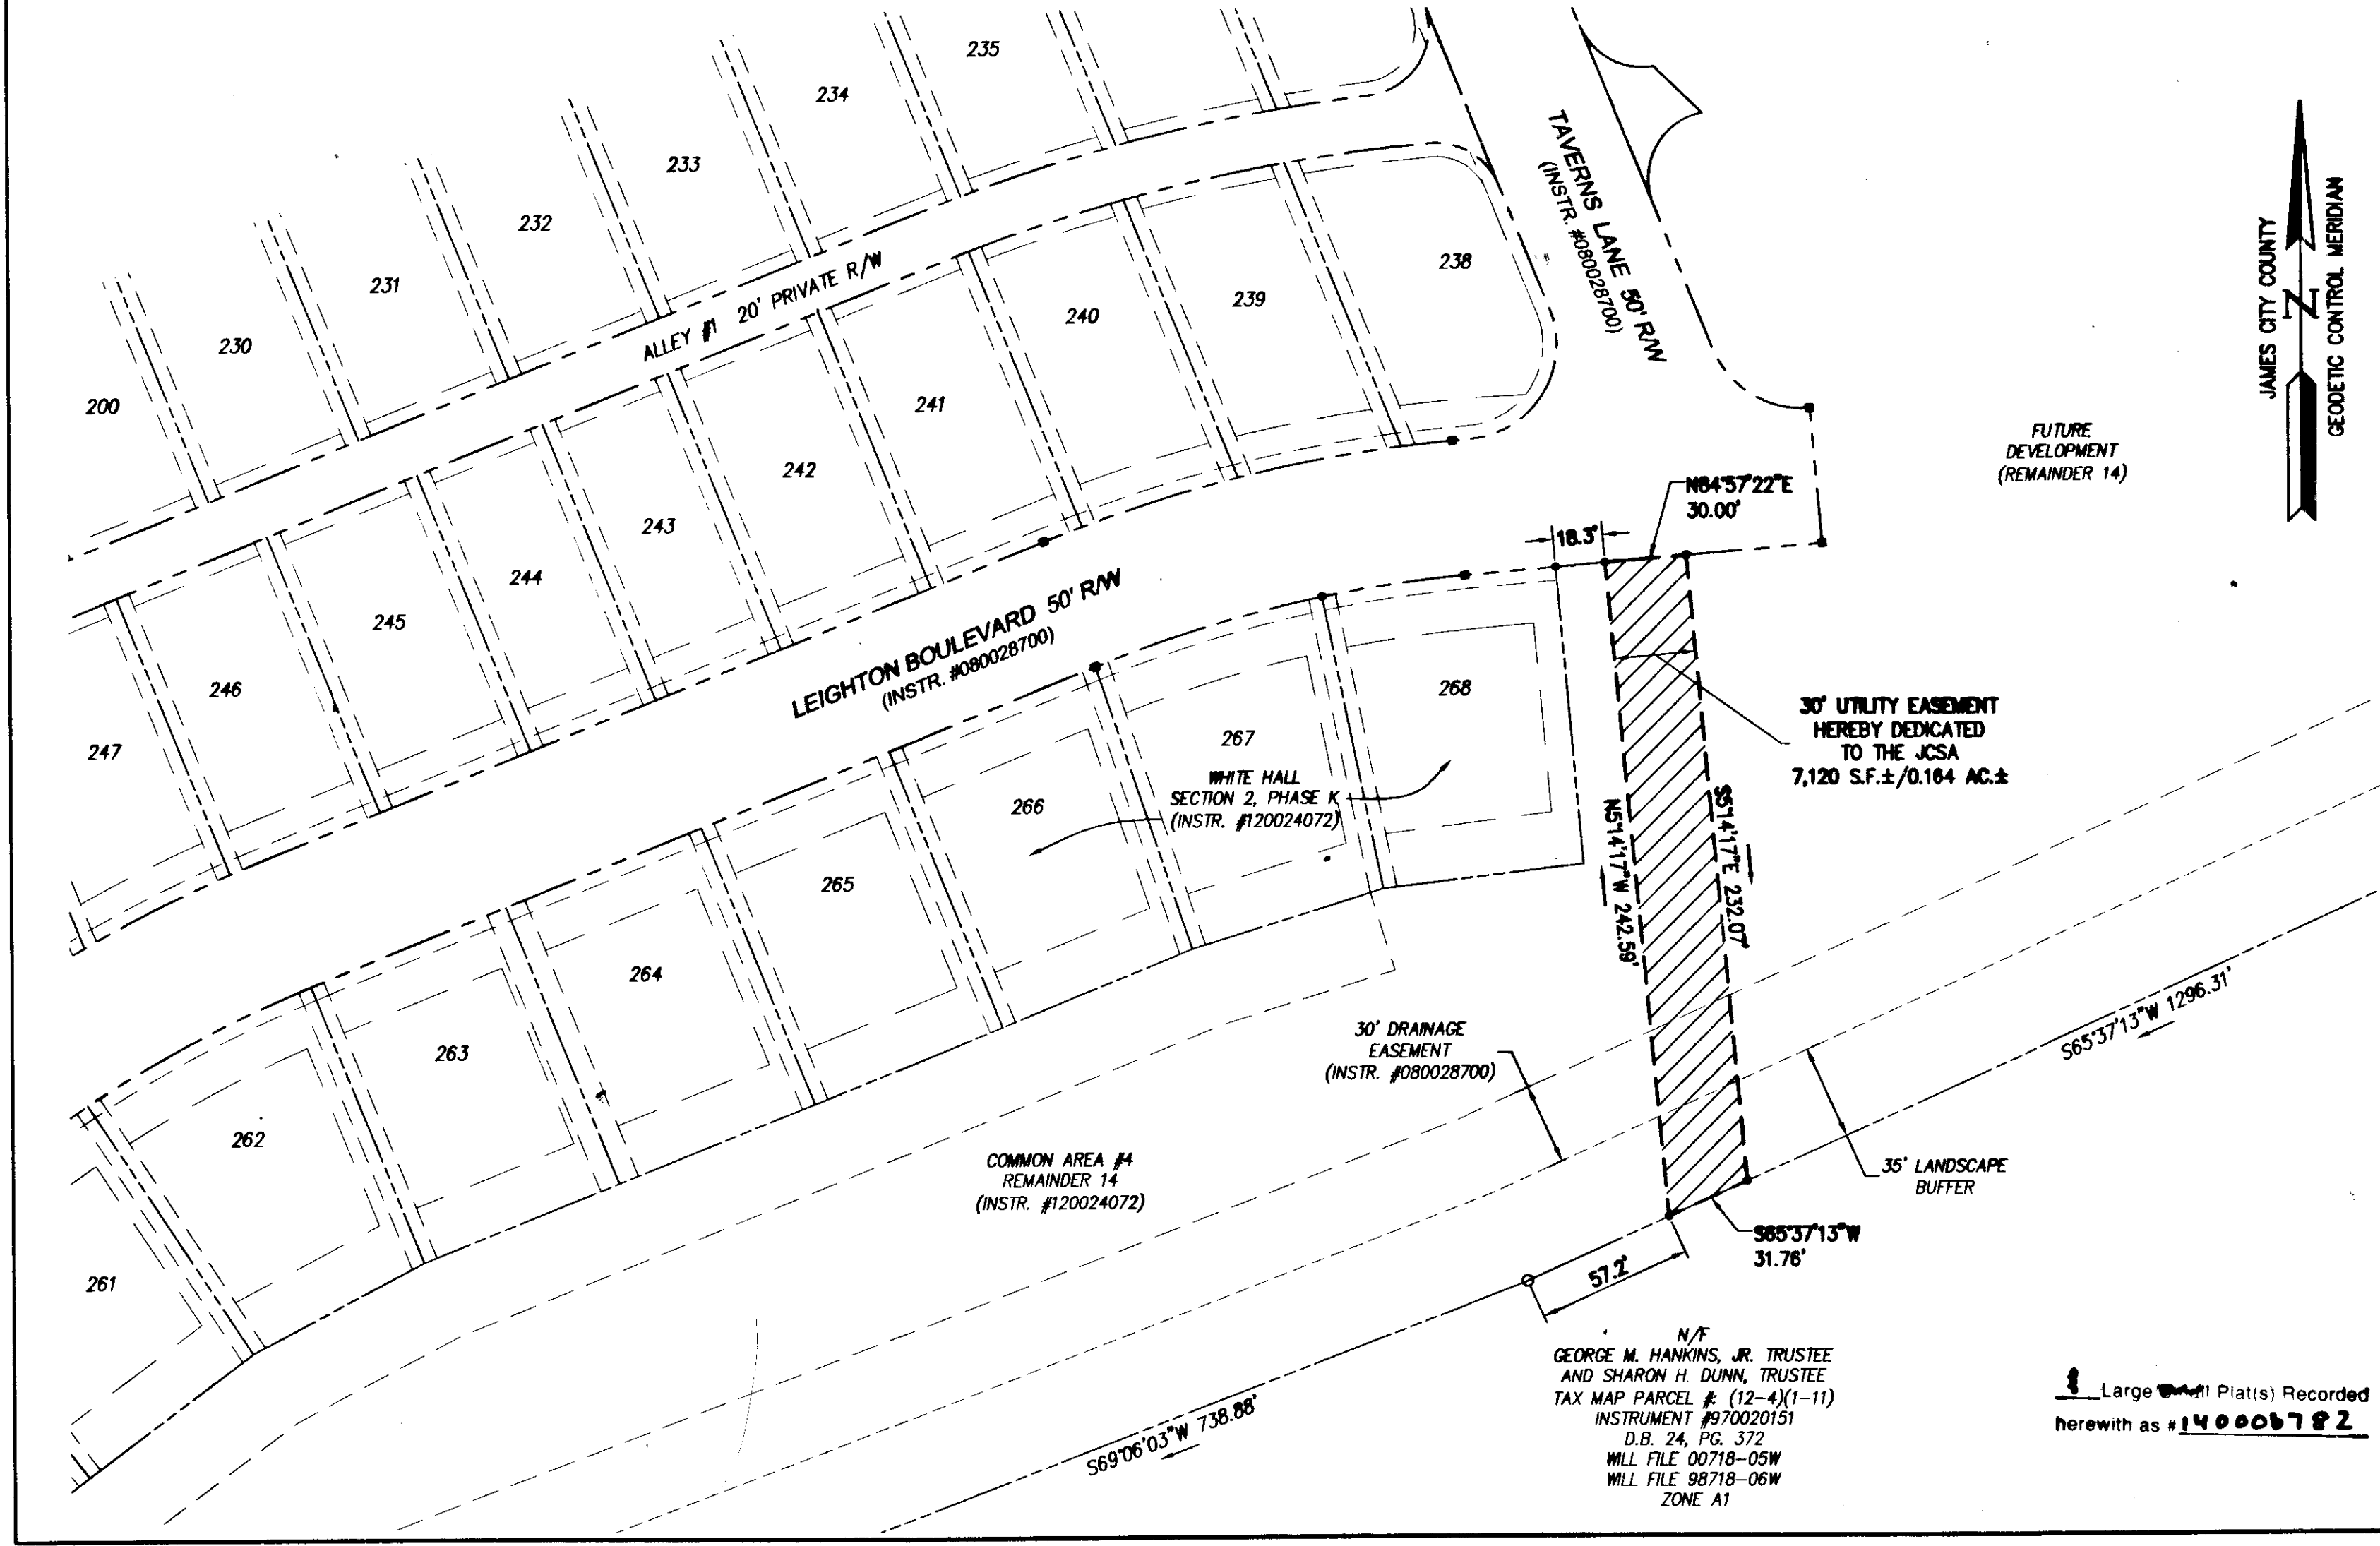 235
234
233
232
231
230
200
ALLEY #1 20' PRIVATE R/W
TAVERNS LANE 50' R/W
(INSTR. #080028700)
238
239
240
241
242
243
244
245
246
247
LEIGHTON BOULEVARD 50' R/W
(INSTR. #080028700)
JAMES CITY COUNTY
N
GEODETIC CONTROL MERIDIAN
FUTURE
DEVELOPMENT
(REMAINDER 14)
N84°57'22"E
30.00'
18.3'
268
267
266
265
264
263
262
261
WHITE HALL
SECTION 2, PHASE K
(INSTR. #120024072)
30' UTILITY EASEMENT
HEREBY DEDICATED
TO THE JCSA
7,120 S.F.±/0.164 AC.±
N5°14'17"W 242.59'
S5°14'17"E 232.07'
30' DRAINAGE
EASEMENT
(INSTR. #080028700)
COMMON AREA #4
REMAINDER 14
(INSTR. #120024072)
35' LANDSCAPE
BUFFER
S65°37'13"W 1296.31'
S65°37'13"W
31.76'
57.2'
S69°06'03"W 738.88'
N/F
GEORGE M. HANKINS, JR. TRUSTEE
AND SHARON H. DUNN, TRUSTEE
TAX MAP PARCEL #: (12-4)(1-11)
INSTRUMENT #970020151
D.B. 24, PG. 372
WILL FILE 00718-05W
WILL FILE 98718-06W
ZONE A1
1 Large Small Plat(s) Recorded
herewith as # 140006782